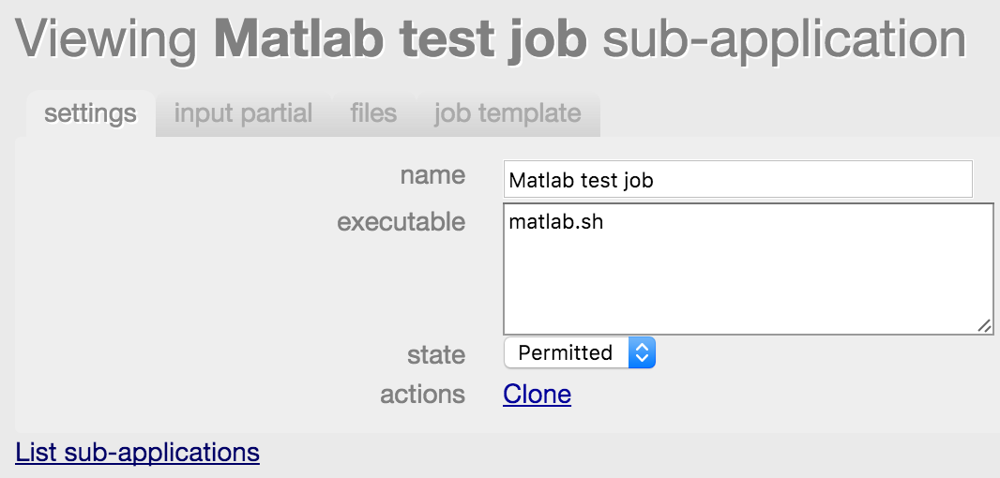 Viewing Matlab test job sub-application
settings input partial files job template
name Matlab test job
executable matlab.sh
state Permitted
actions Clone
List sub-applications